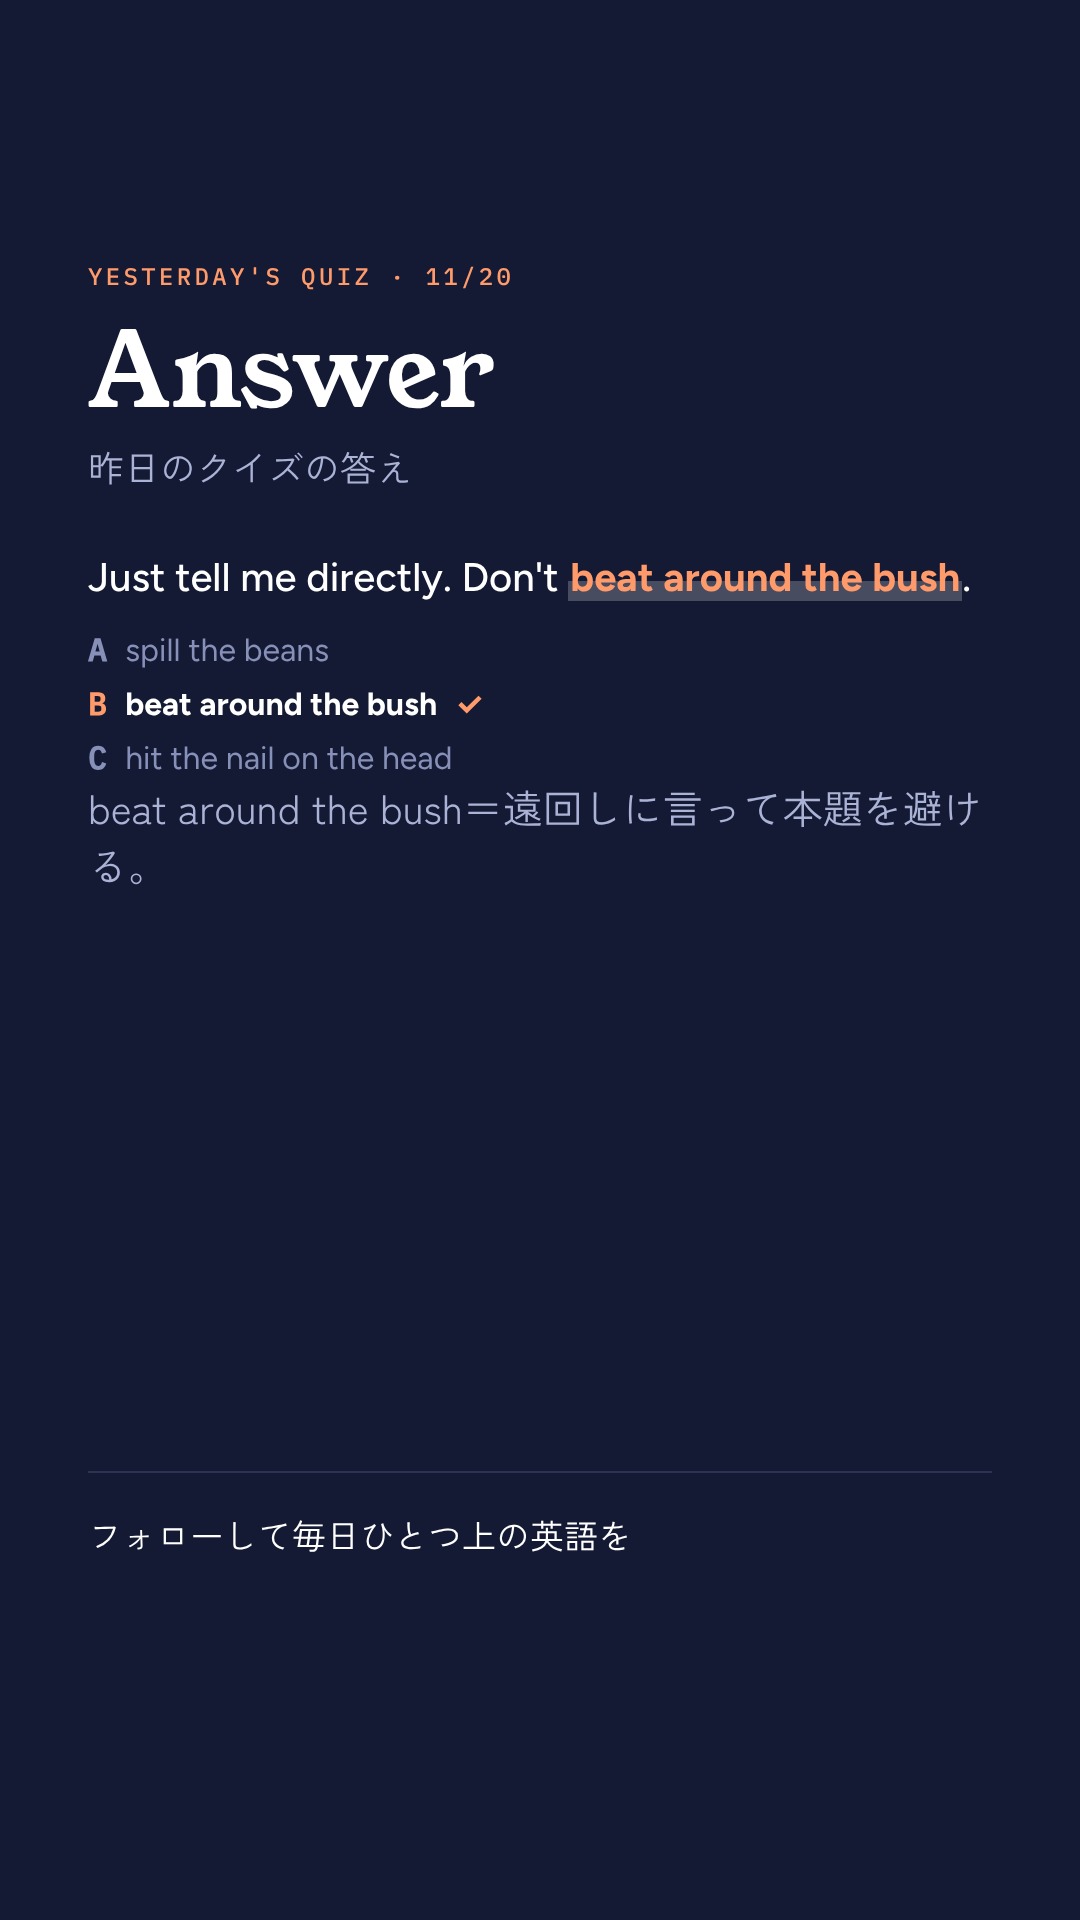 YESTERDAY'S QUIZ · 11/20
Answer
昨日のクイズの答え
Just tell me directly. Don't beat around the bush.
A spill the beans
B beat around the bush ✓
C hit the nail on the head
beat around the bush＝遠回しに言って本題を避け
る。
フォローして毎日ひとつ上の英語を